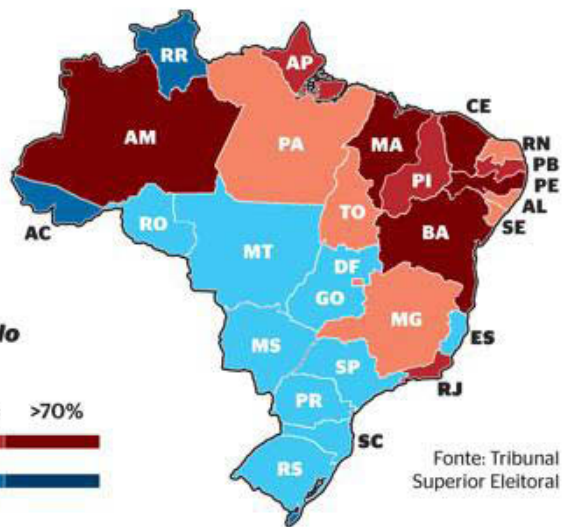 RR
AP
CE
AM
PA
MA
RN
PB
PI
PE
AL
TO
SE
AC
RO
BA
MT
DF
GO
MG
ES
MS
SP
RJ
PR
SC
RS
do
>70%
Fonte: Tribunal
Superior Eleitoral